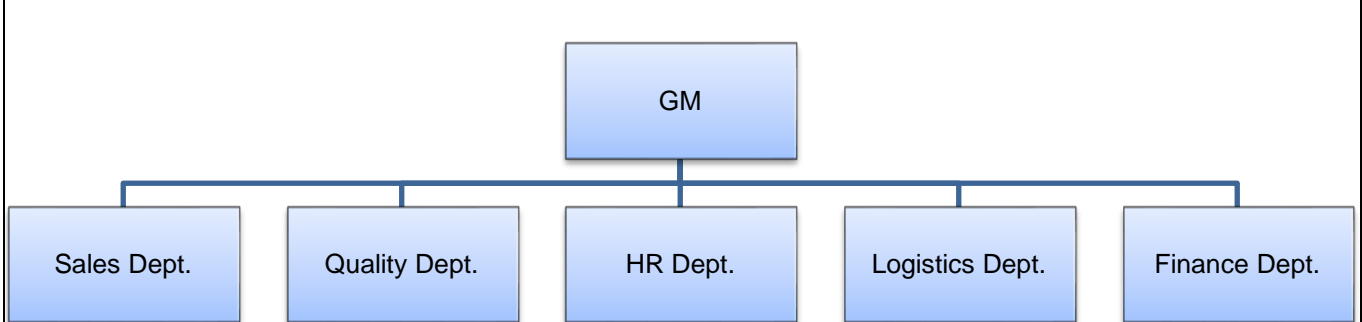 GM
Sales Dept.
Quality Dept.
HR Dept.
Logistics Dept.
Finance Dept.